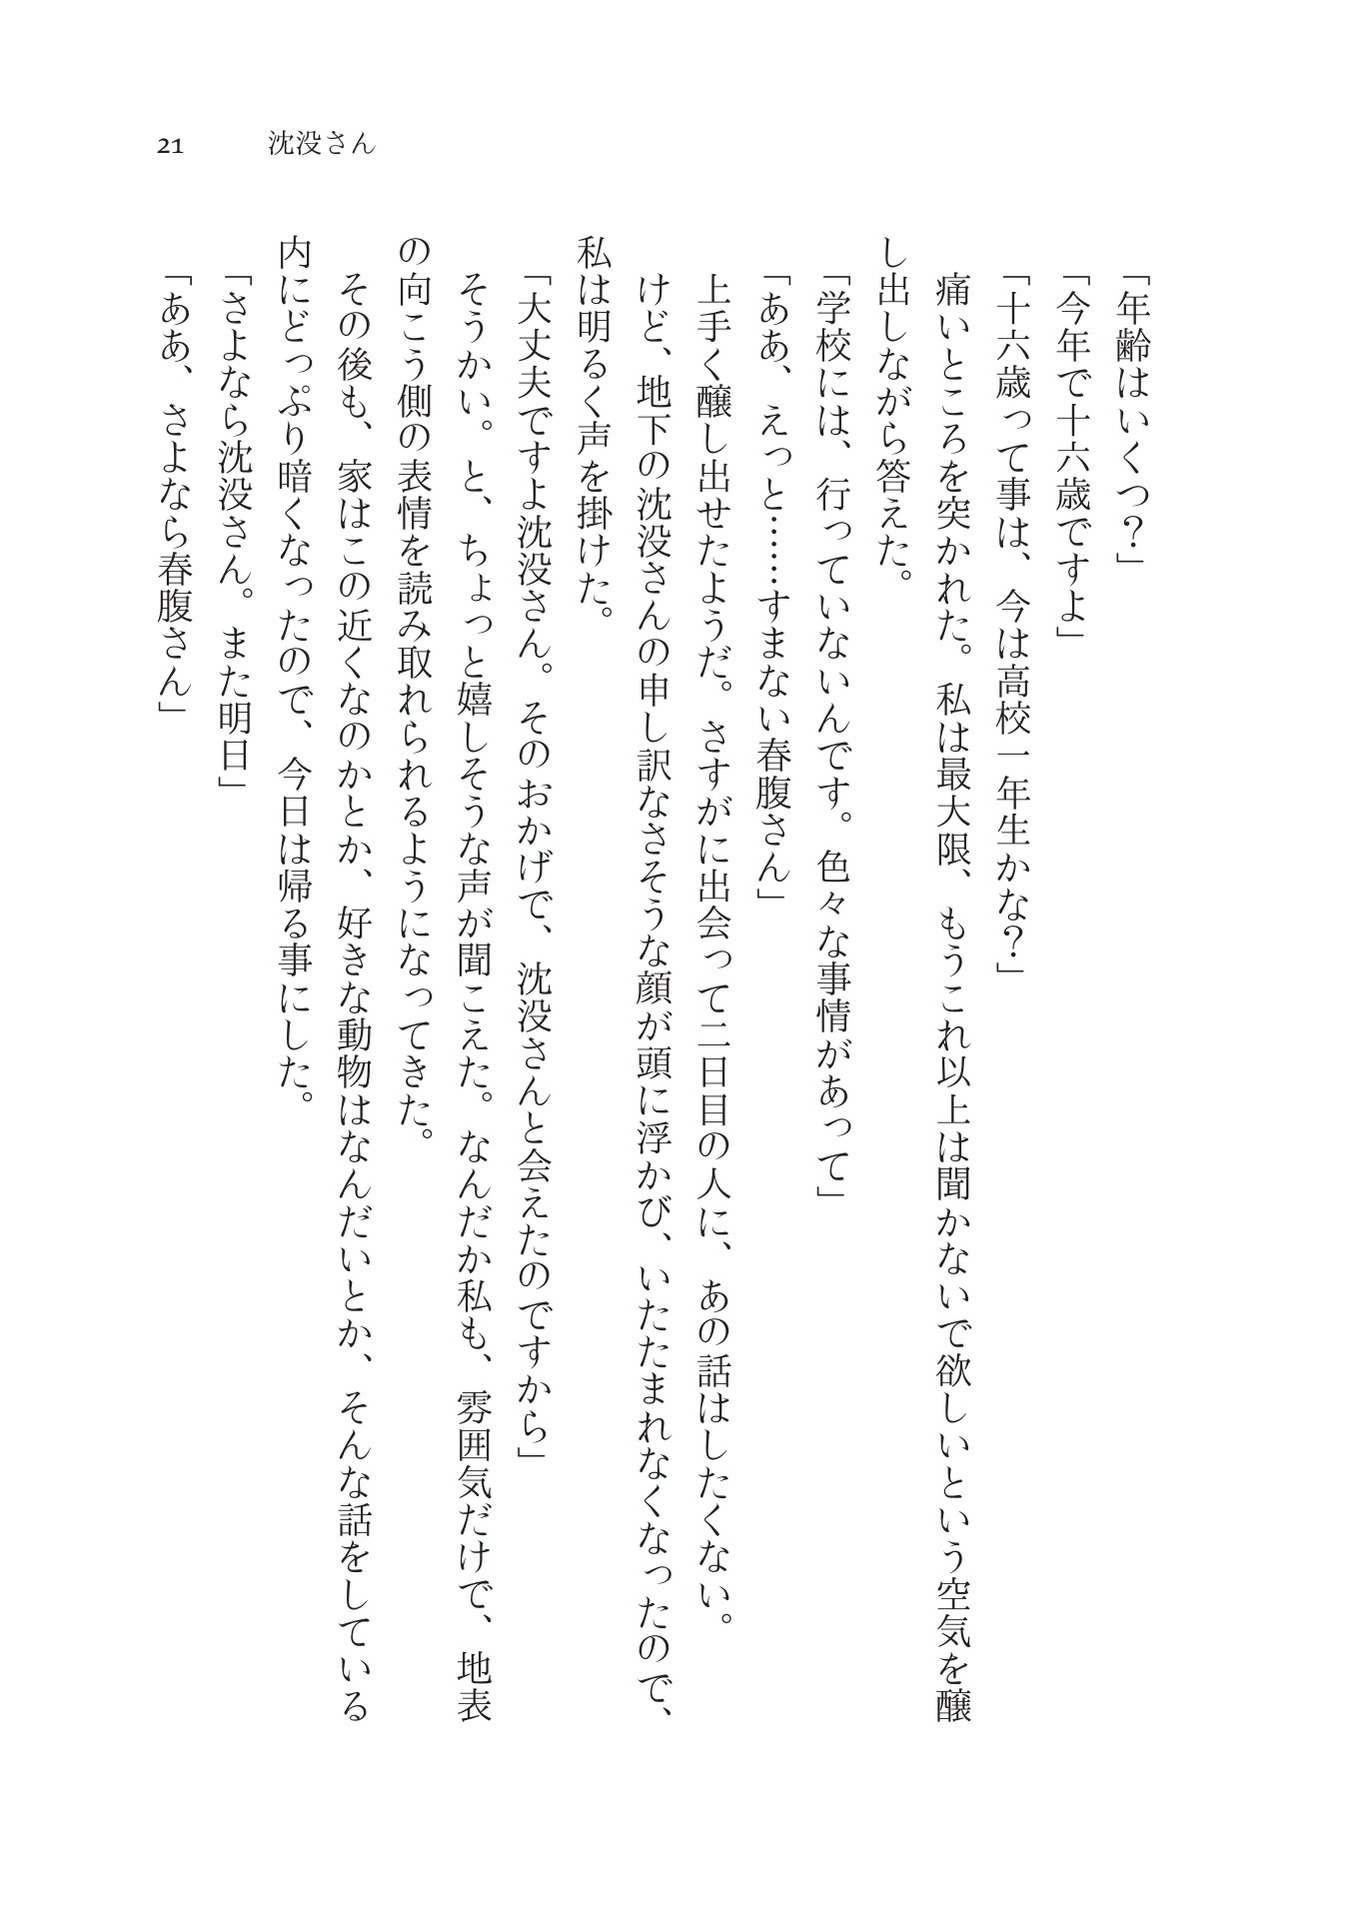 21 沈没さん
「年齢はいくつ？」
「今年で十六歳ですよ」
「十六歳って事は、今は高校一年生かな？」
痛いところを突かれた。私は最大限、もうこれ以上は聞かないで欲しいという空気を醸
し出しながら答えた。
「学校には、行っていないんです。色々な事情があって」
「ああ、えっと……すまない春腹さん」
上手く醸し出せたようだ。さすがに出会って二日目の人に、あの話はしたくない。
けど、地下の沈没さんの申し訳なさそうな顔が頭に浮かび、いたたまれなくなったので、
私は明るく声を掛けた。
「大丈夫ですよ沈没さん。そのおかげで、沈没さんと会えたのですから」
そうかい。と、ちょっと嬉しそうな声が聞こえた。なんだか私も、雰囲気だけで、地表
の向こう側の表情を読み取れられるようになってきた。
その後も、家はこの近くなのかとか、好きな動物はなんだいとか、そんな話をしている
内にどっぷり暗くなったので、今日は帰る事にした。
「さよなら沈没さん。また明日」
「ああ、さよなら春腹さん」